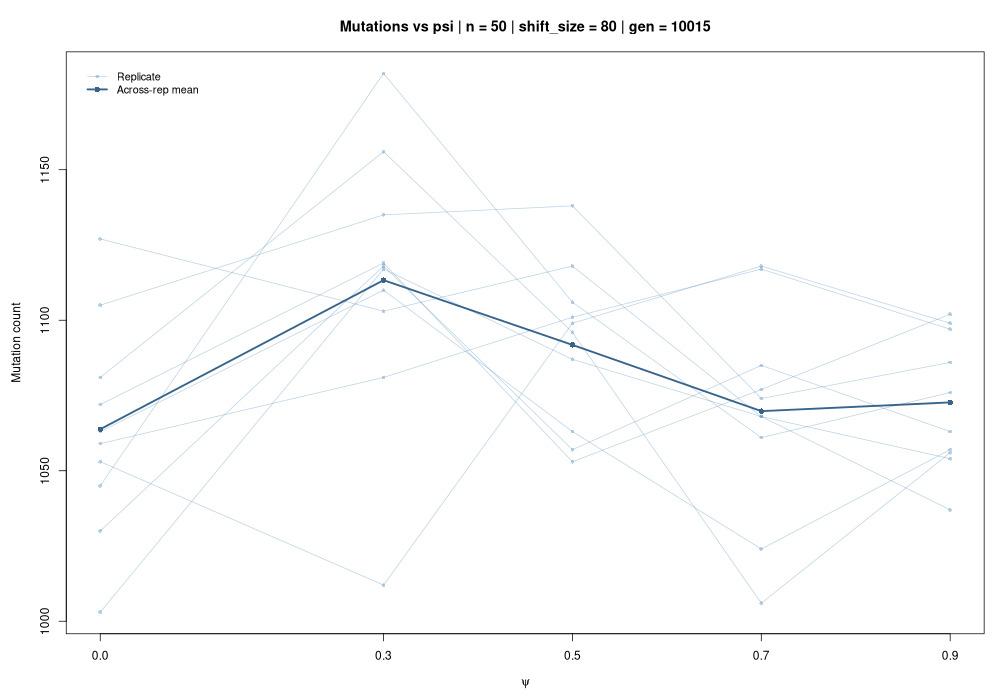 Mutations vs psi | n = 50 | shift_size = 80 | gen = 10015
Replicate
Across-rep mean
Mutation count
1150
1100
1050
1000
0.0 0.3 0.5 0.7 0.9
ψ